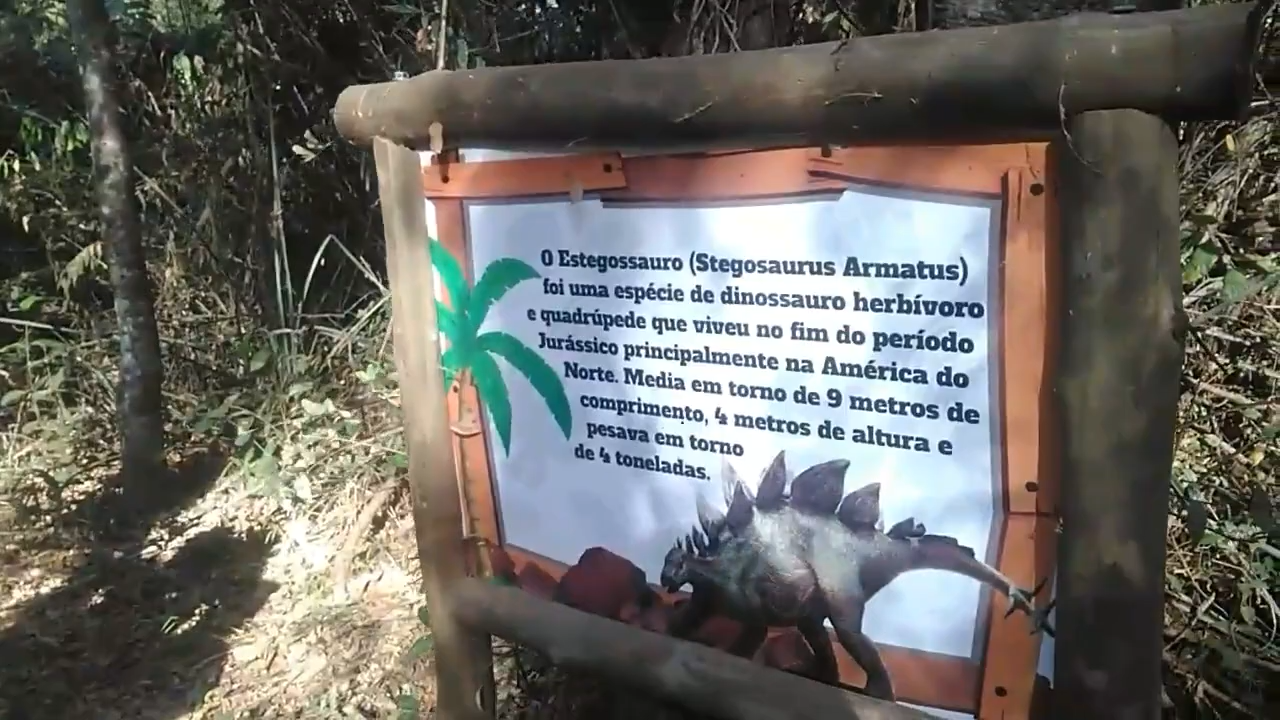 O Estegossauro (Stegosaurus Armatus)
foi uma espécie de dinossauro herbívoro
e quadrúpede que viveu no fim do período
Jurássico principalmente na América do
Norte. Media em torno de 9 metros de
comprimento, 4 metros de altura e
pesava em torno
de 4 toneladas.